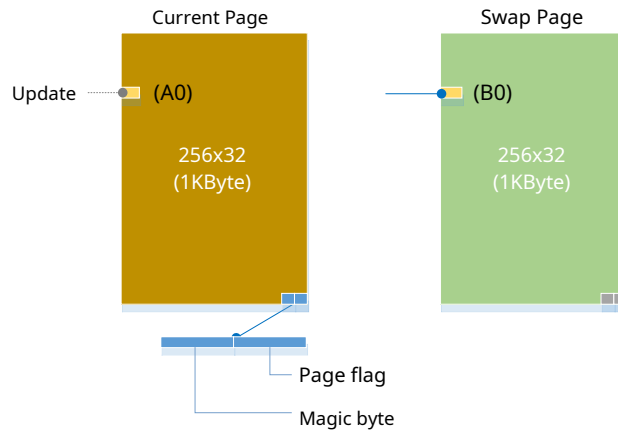 Current Page
Swap Page
Update
(A0)
(B0)
256x32
(1KByte)
256x32
(1KByte)
Page flag
Magic byte